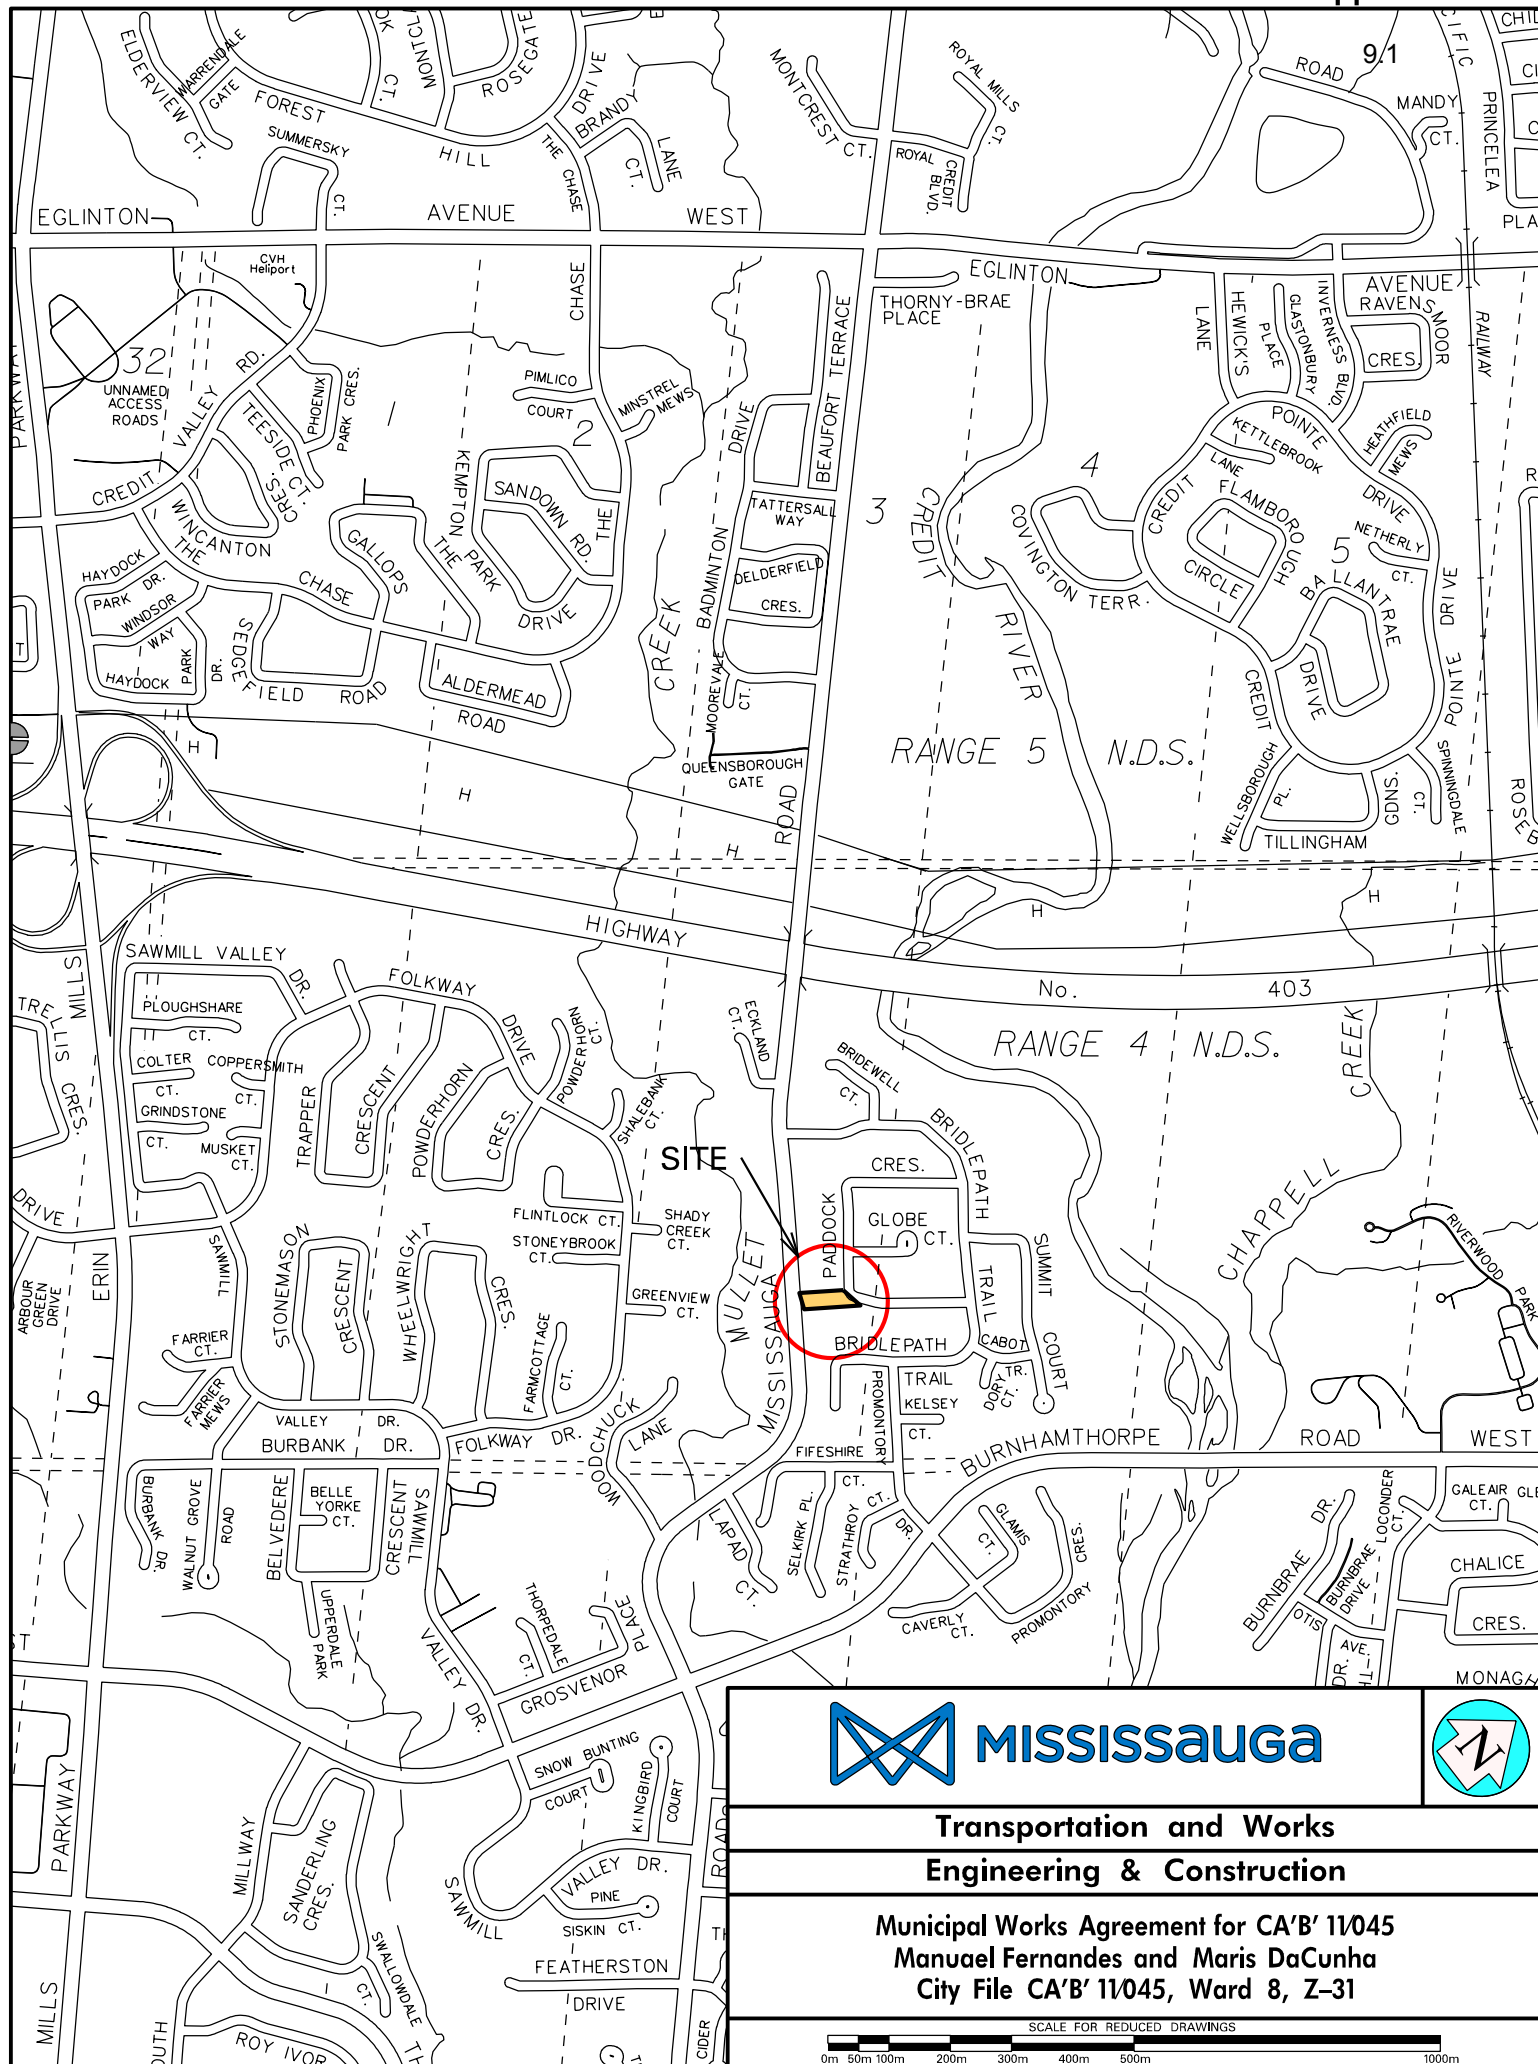 9.1
ELDERVIEW CT.
WARRENDALE
GATE
CT.
ROSEGATE
FOREST
HILL
DRIVE
THE
CHASE
BRANDY
LANE
CT.
SUMMERSKY
CT.
MONTCREST
CT.
ROYAL MILLS
CT.
ROYAL
CREDIT
BLVD.
ROAD
MANDY
CT.
PRINCELEA
EGLINTON
AVENUE
WEST
CVH
Heliport
CHASE
EGLINTON
AVENUE
THORNY-BRAE
PLACE
BEAUFORT TERRACE
LANE
HEWICK'S
GLASTONBURY
PLACE
INVERNESS BLVD.
RAVENSMOOR
CRES.
RAILWAY
32
UNNAMED
ACCESS
ROADS
VALLEY
RD.
PHOENIX
PARK CRES.
TEESIDE CT.
1
PIMLICO
COURT
2
MINSTREL
MEWS
DRIVE
POINTE
KETTLEBROOK
LANE
HEATHFIELD
MEWS
DRIVE
CREDIT
WINCANTON
CRES.
GALLOPS
THE
KEMPTON
PARK
SANDOWN
RD.
THE
TATTERSALL
WAY
3
CREDIT
4
COVINGTON TERR.
CREDIT
FLAMBOROUGH
CIRCLE
5
NETHERLY
CT.
HAYDOCK
PARK DR.
WINDSOR
WAY
THE
CHASE
DRIVE
BADMINTON
DELDERFIELD
CRES.
BALLANTRAE
DRIVE
DRIVE
HAYDOCK
PARK
DR.
SEDGEFIELD
ROAD
ALDERMEAD
ROAD
CREEK
MOOREVALE
CT.
RIVER
CREDIT
POINTE
QUEENSBOROUGH
GATE
RANGE 5
N.D.S.
WELLSBOROUGH
PL.
GDNS.
TILLINGHAM
SPINNINGDALE
CT.
H
H
H
H
H
ROAD
HIGHWAY
No.
403
RANGE 4
N.D.S.
CREEK
SAWMILL VALLEY
DR.
FOLKWAY
DRIVE
MILLS
TRELLIS CRES.
PLOUGHSHARE
CT.
COLTER
CT.
COPPERSMITH
CT.
GRINDSTONE
CT.
MUSKET
CT.
TRAPPER
CRESCENT
POWDERHORN
CRES.
POWDERHORN
CT.
SHALEBANK
CT.
ECKLAND
CT.
BRIDEWELL
CT.
BRIDLEPATH
SITE
CRES.
PADDOCK
GLOBE
CT.
CHAPPELL
RIVERWOOD
PARK
DRIVE
ARBOUR
GREEN
DRIVE
ERIN
SAWMILL
STONEMASON
CRESCENT
WHEELWRIGHT
CRES.
FLINTLOCK CT.
STONEYBROOK
CT.
SHADY
CREEK
CT.
GREENVIEW
CT.
MULLET
MISSISSAUGA
TRAIL
SUMMIT
COURT
FARRIER
CT.
FARRIER
MEWS
FARMCOTTAGE
CT.
BRIDLEPATH
TRAIL
CABOT
TR.
DORY
CT.
KELSEY
CT.
PROMONTORY
VALLEY
DR.
BURBANK
DR.
FOLKWAY DR.
WOODCHUCK
LANE
FIFESHIRE
CT.
BURNHAMTHORPE
ROAD
WEST
BURBANK
DR.
WALNUT GROVE
ROAD
BELVEDERE
BELLE
YORKE
CT.
CRESCENT
SAWMILL
UPPERDALE
PARK
LAPAD
CT.
SELKIRK PL.
STRATHROY
CT.
DR.
GLAMIS
CT.
CRES.
CAVERLY
CT.
PROMONTORY
BURNBRAE
DR.
BURNBRAE
DRIVE
LOCONDER
CT.
OTIS
AVE.
DR.
GALEAIR
CT.
CHALICE
CRES.
THORPEDALE
CT.
PLACE
GROSVENOR
VALLEY
DR.
SNOW BUNTING
COURT
KINGBIRD
COURT
PARKWAY
MILLWAY
SANDERLING
CRES.
SAWMILL
VALLEY
DR.
PINE
SISKIN CT.
FEATHERSTON
DRIVE
SWALLOWDALE
CT.
MILLS
ROY IVOR
CIDER
MISSISSAUGA
N
Transportation and Works
Engineering & Construction
Municipal Works Agreement for CA'B' 11/045
Manuael Fernandes and Maris DaCunha
City File CA'B' 11/045, Ward 8, Z-31
SCALE FOR REDUCED DRAWINGS
0m 50m 100m 200m 300m 400m 500m 1000m